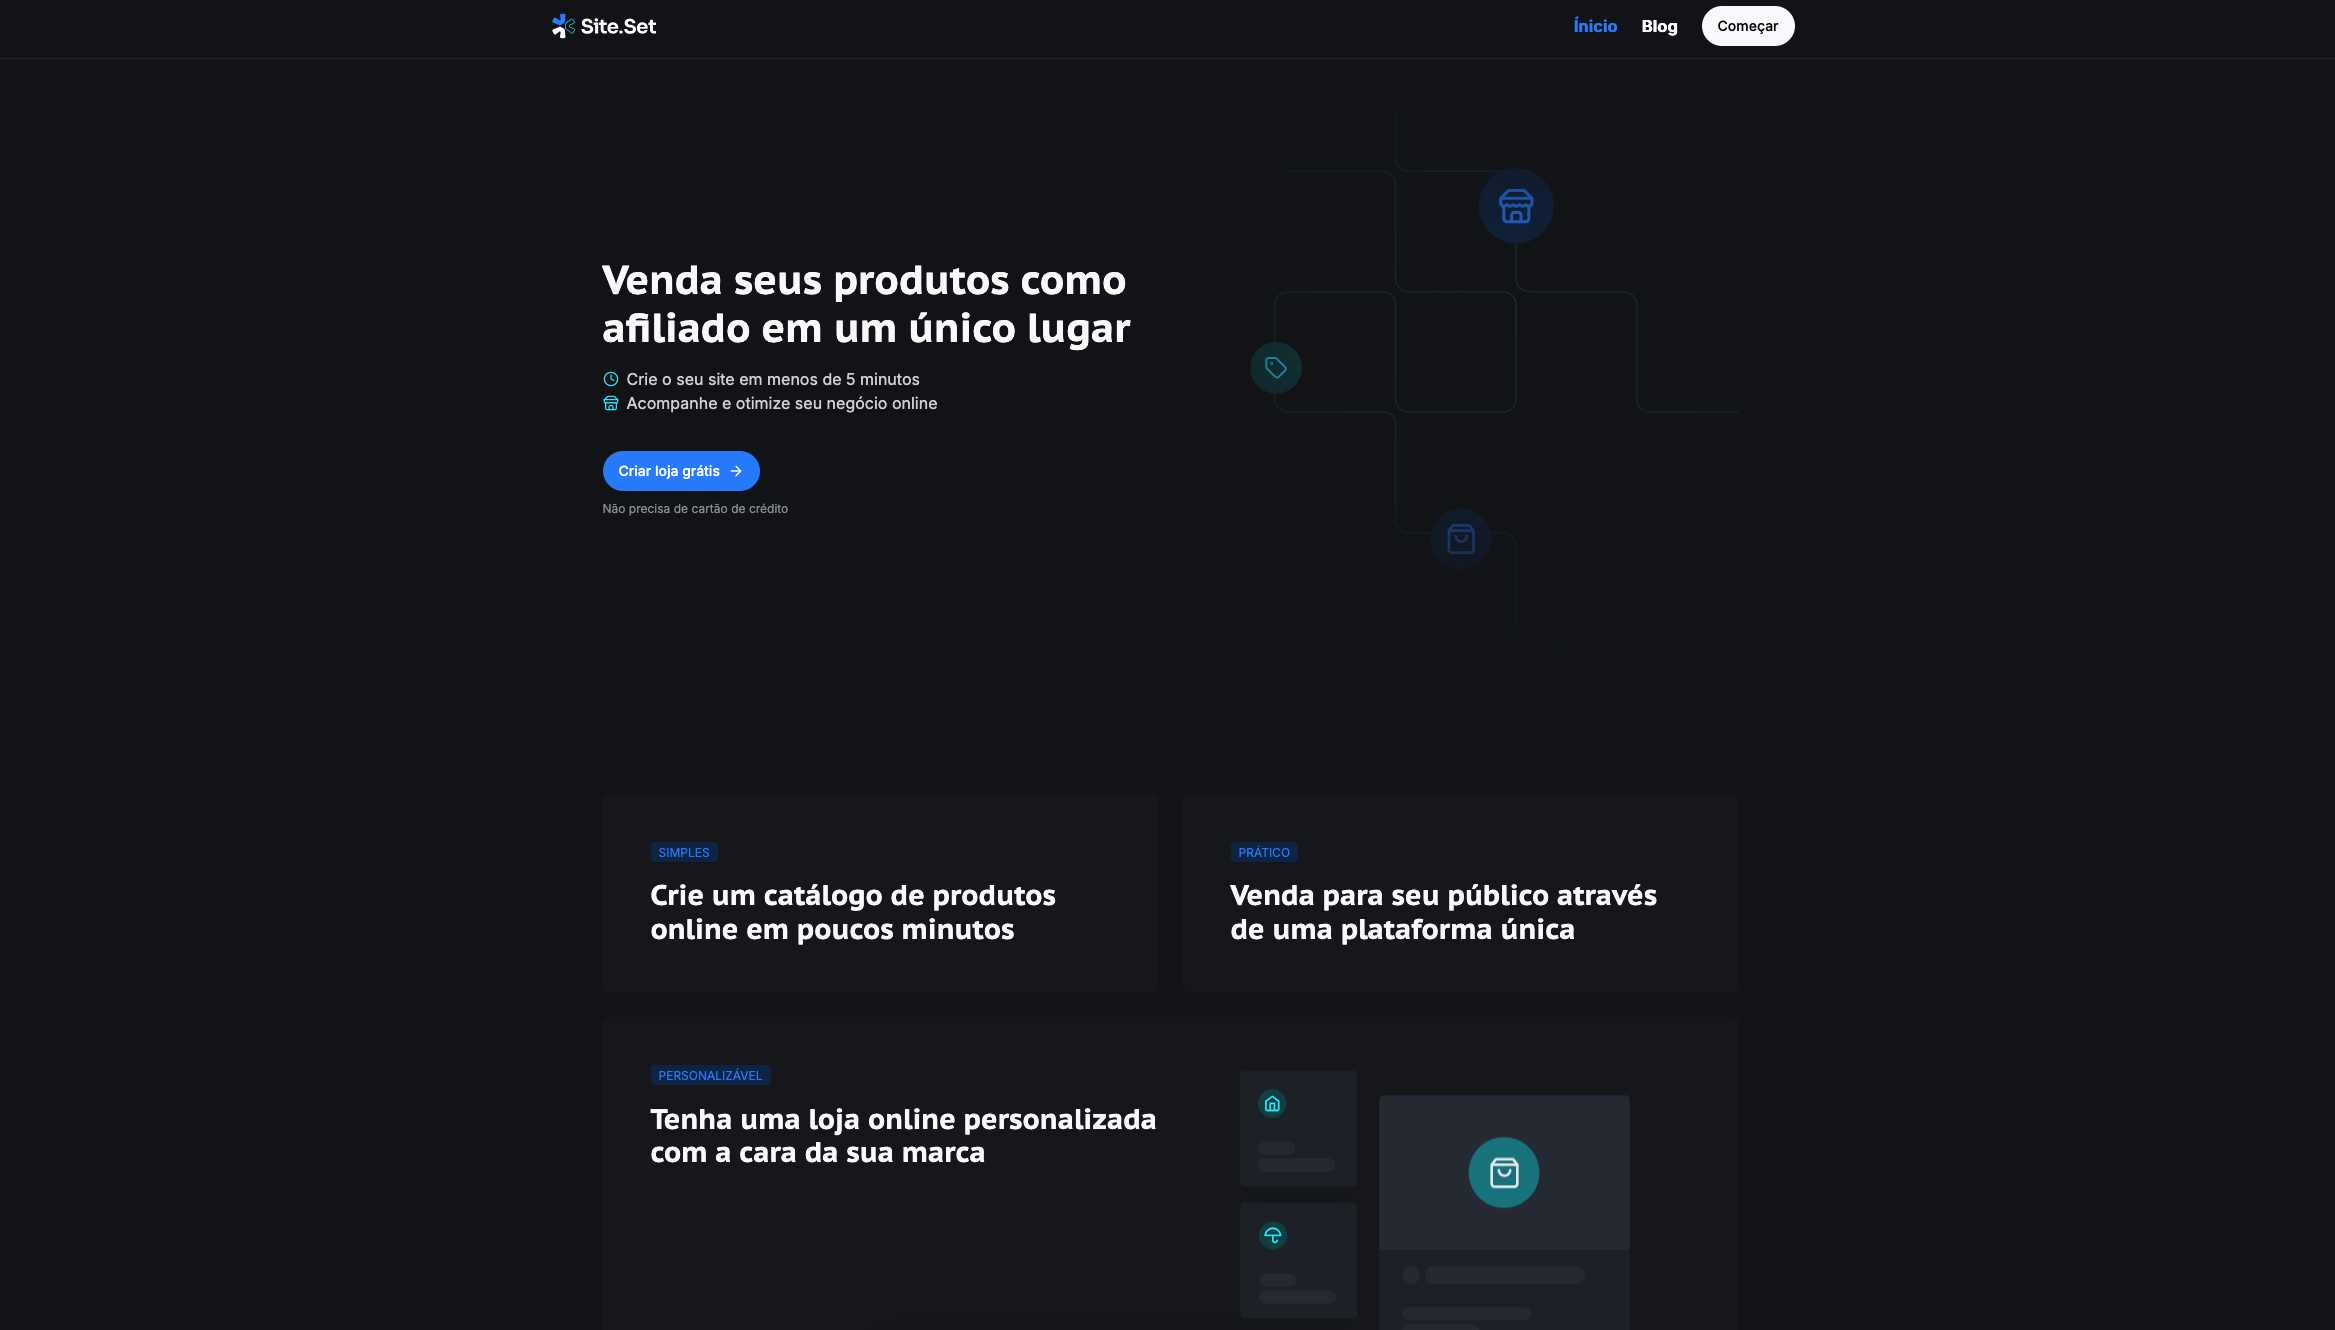 Site.Set
Ínicio
Blog
Começar
Venda seus produtos como
afiliado em um único lugar
Crie o seu site em menos de 5 minutos
Acompanhe e otimize seu negócio online
Criar loja grátis
Não precisa de cartão de crédito
SIMPLES
Crie um catálogo de produtos
online em poucos minutos
PRÁTICO
Venda para seu público através
de uma plataforma única
PERSONALIZÁVEL
Tenha uma loja online personalizada
com a cara da sua marca